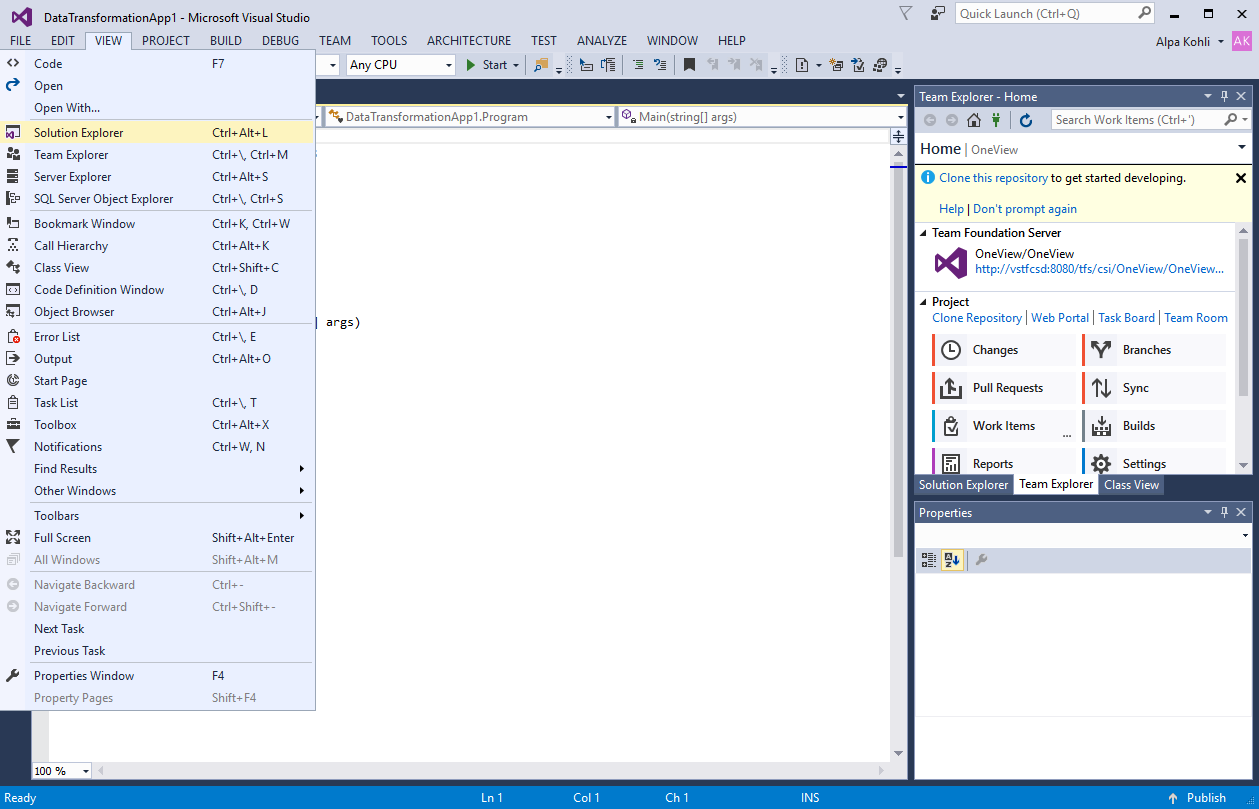 DataTransformationApp1 - Microsoft Visual Studio
Quick Launch (Ctrl+Q)
FILE EDIT VIEW PROJECT BUILD DEBUG TEAM TOOLS ARCHITECTURE TEST ANALYZE WINDOW HELP
Alpa Kohli AK
Any CPU Start
Code F7
Open
Open With...
Solution Explorer Ctrl+Alt+L
Team Explorer Ctrl+\, Ctrl+M
Server Explorer Ctrl+Alt+S
SQL Server Object Explorer Ctrl+\, Ctrl+S
Bookmark Window Ctrl+K, Ctrl+W
Call Hierarchy Ctrl+Alt+K
Class View Ctrl+Shift+C
Code Definition Window Ctrl+\, D
Object Browser Ctrl+Alt+J
Error List Ctrl+\, E
Output Ctrl+Alt+O
Start Page
Task List Ctrl+\, T
Toolbox Ctrl+Alt+X
Notifications Ctrl+W, N
Find Results
Other Windows
Toolbars
Full Screen Shift+Alt+Enter
All Windows Shift+Alt+M
Navigate Backward Ctrl+-
Navigate Forward Ctrl+Shift+-
Next Task
Previous Task
Properties Window F4
Property Pages Shift+F4
DataTransformationApp1.Program
Main(string[] args)
args)
100 %
Team Explorer - Home
Search Work Items (Ctrl+')
Home | OneView
Clone this repository to get started developing.
Help | Don't prompt again
Team Foundation Server
OneView/OneView
http://vstfcsd:8080/tfs/csi/OneView/OneView...
Project
Clone Repository | Web Portal | Task Board | Team Room
Changes Branches
Pull Requests Sync
Work Items ... Builds
Reports Settings
Solution Explorer Team Explorer Class View
Properties
Ready Ln 1 Col 1 Ch 1 INS Publish